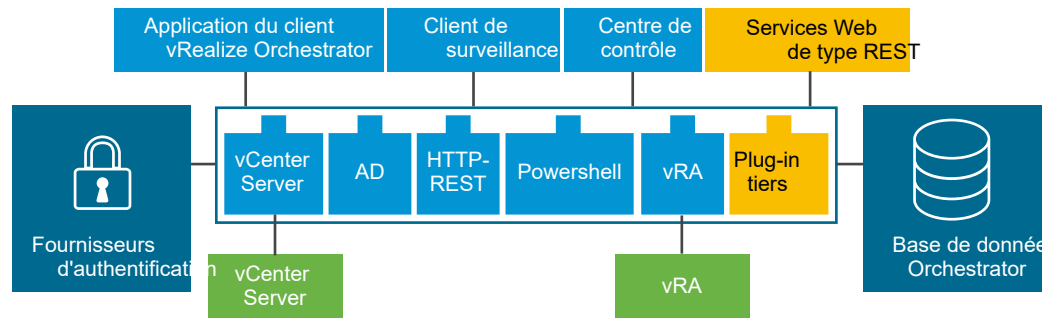 Application du client
vRealize Orchestrator
Client de
surveillance
Centre de
contrôle
Services Web
de type REST
vCenter
Server
AD
HTTP-
REST
Powershell
vRA
Plug-in
tiers
Fournisseurs
d'authentification
Base de donnée
Orchestrator
vCenter
Server
vRA